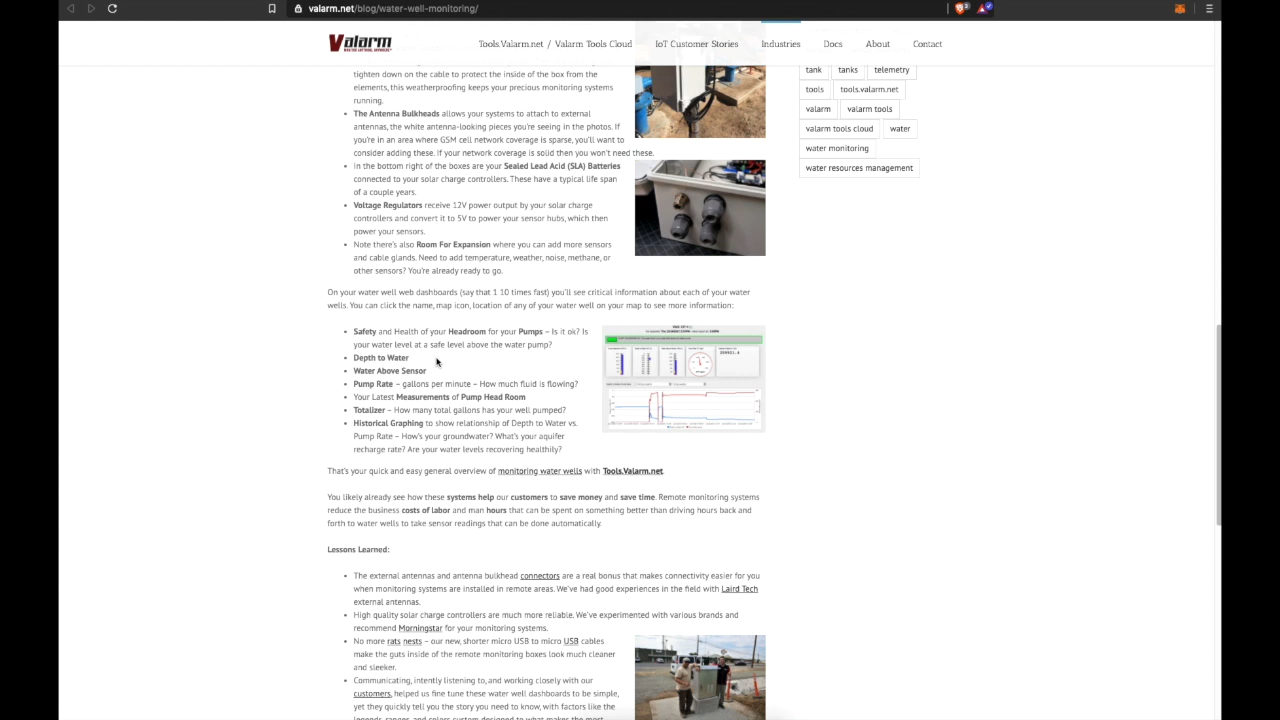 valarm.net/blog/water-well-monitoring/
Valarm
Tools.Valarm.net / Valarm Tools Cloud
IoT Customer Stories
Industries
Docs
About
Contact
tighten down on the cable to protect the inside of the box from the
elements, this weatherproofing keeps your precious monitoring systems
running.
The Antenna Bulkheads allows your systems to attach to external
antennas, the white antenna-looking pieces you're seeing in the photos. If
you're in an area where GSM cell network coverage is sparse, you'll want to
consider adding these. If your network coverage is solid then you won't need these.
In the bottom right of the boxes are your Sealed Lead Acid (SLA) Batteries
connected to your solar charge controllers. These have a typical life span
of a couple years.
Voltage Regulators receive 12V power output by your solar charge
controllers and convert it to 5V to power your sensor hubs, which then
power your sensors.
Note there's also Room For Expansion where you can add more sensors
and cable glands. Need to add temperature, weather, noise, methane, or
other sensors? You're already ready to go.
On your water well web dashboards (say that 1 10 times fast) you'll see critical information about each of your water
wells. You can click the name, map icon, location of any of your water well on your map to see more information:
Safety and Health of your Headroom for your Pumps – Is it ok? Is
your water level at a safe level above the water pump?
Depth to Water
Water Above Sensor
Pump Rate – gallons per minute – How much fluid is flowing?
Your Latest Measurements of Pump Head Room
Totalizer – How many total gallons has your well pumped?
Historical Graphing to show relationship of Depth to Water vs.
Pump Rate – How's your groundwater? What's your aquifer
recharge rate? Are your water levels recovering healthily?
That's your quick and easy general overview of monitoring water wells with Tools.Valarm.net.
You likely already see how these systems help our customers to save money and save time. Remote monitoring systems
reduce the business costs of labor and man hours that can be spent on something better than driving hours back and
forth to water wells to take sensor readings that can be done automatically.
Lessons Learned:
The external antennas and antenna bulkhead connectors are a real bonus that makes connectivity easier for you
when monitoring systems are installed in remote areas. We've had good experiences in the field with Laird Tech
external antennas.
High quality solar charge controllers are much more reliable. We've experimented with various brands and
recommend Morningstar for your monitoring systems.
No more rats nests – our new, shorter micro USB to micro USB cables
make the guts inside of the remote monitoring boxes look much cleaner
and sleeker.
Communicating, intently listening to, and working closely with our
customers, helped us fine tune these water well dashboards to be simple,
yet they quickly tell you the story you need to know, with factors like the
legends, ranges, and colors custom designed to what makes the most
tank
tanks
telemetry
tools
tools.valarm.net
valarm
valarm tools
valarm tools cloud
water
water monitoring
water resources management